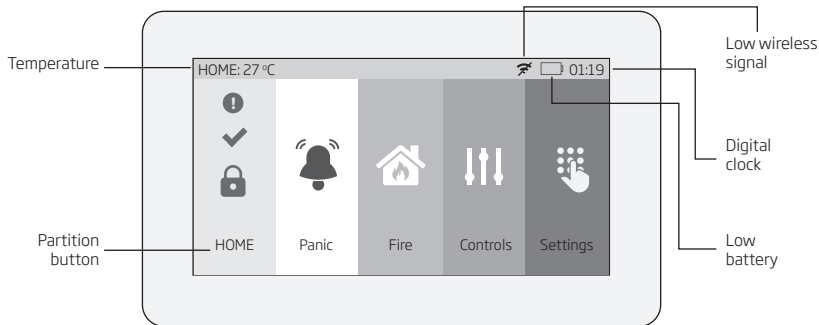 Low wireless
signal
Temperature
HOME: 27 °C
01:19
Digital
clock
Partition
button
HOME
Panic
Fire
Controls
Settings
Low
battery